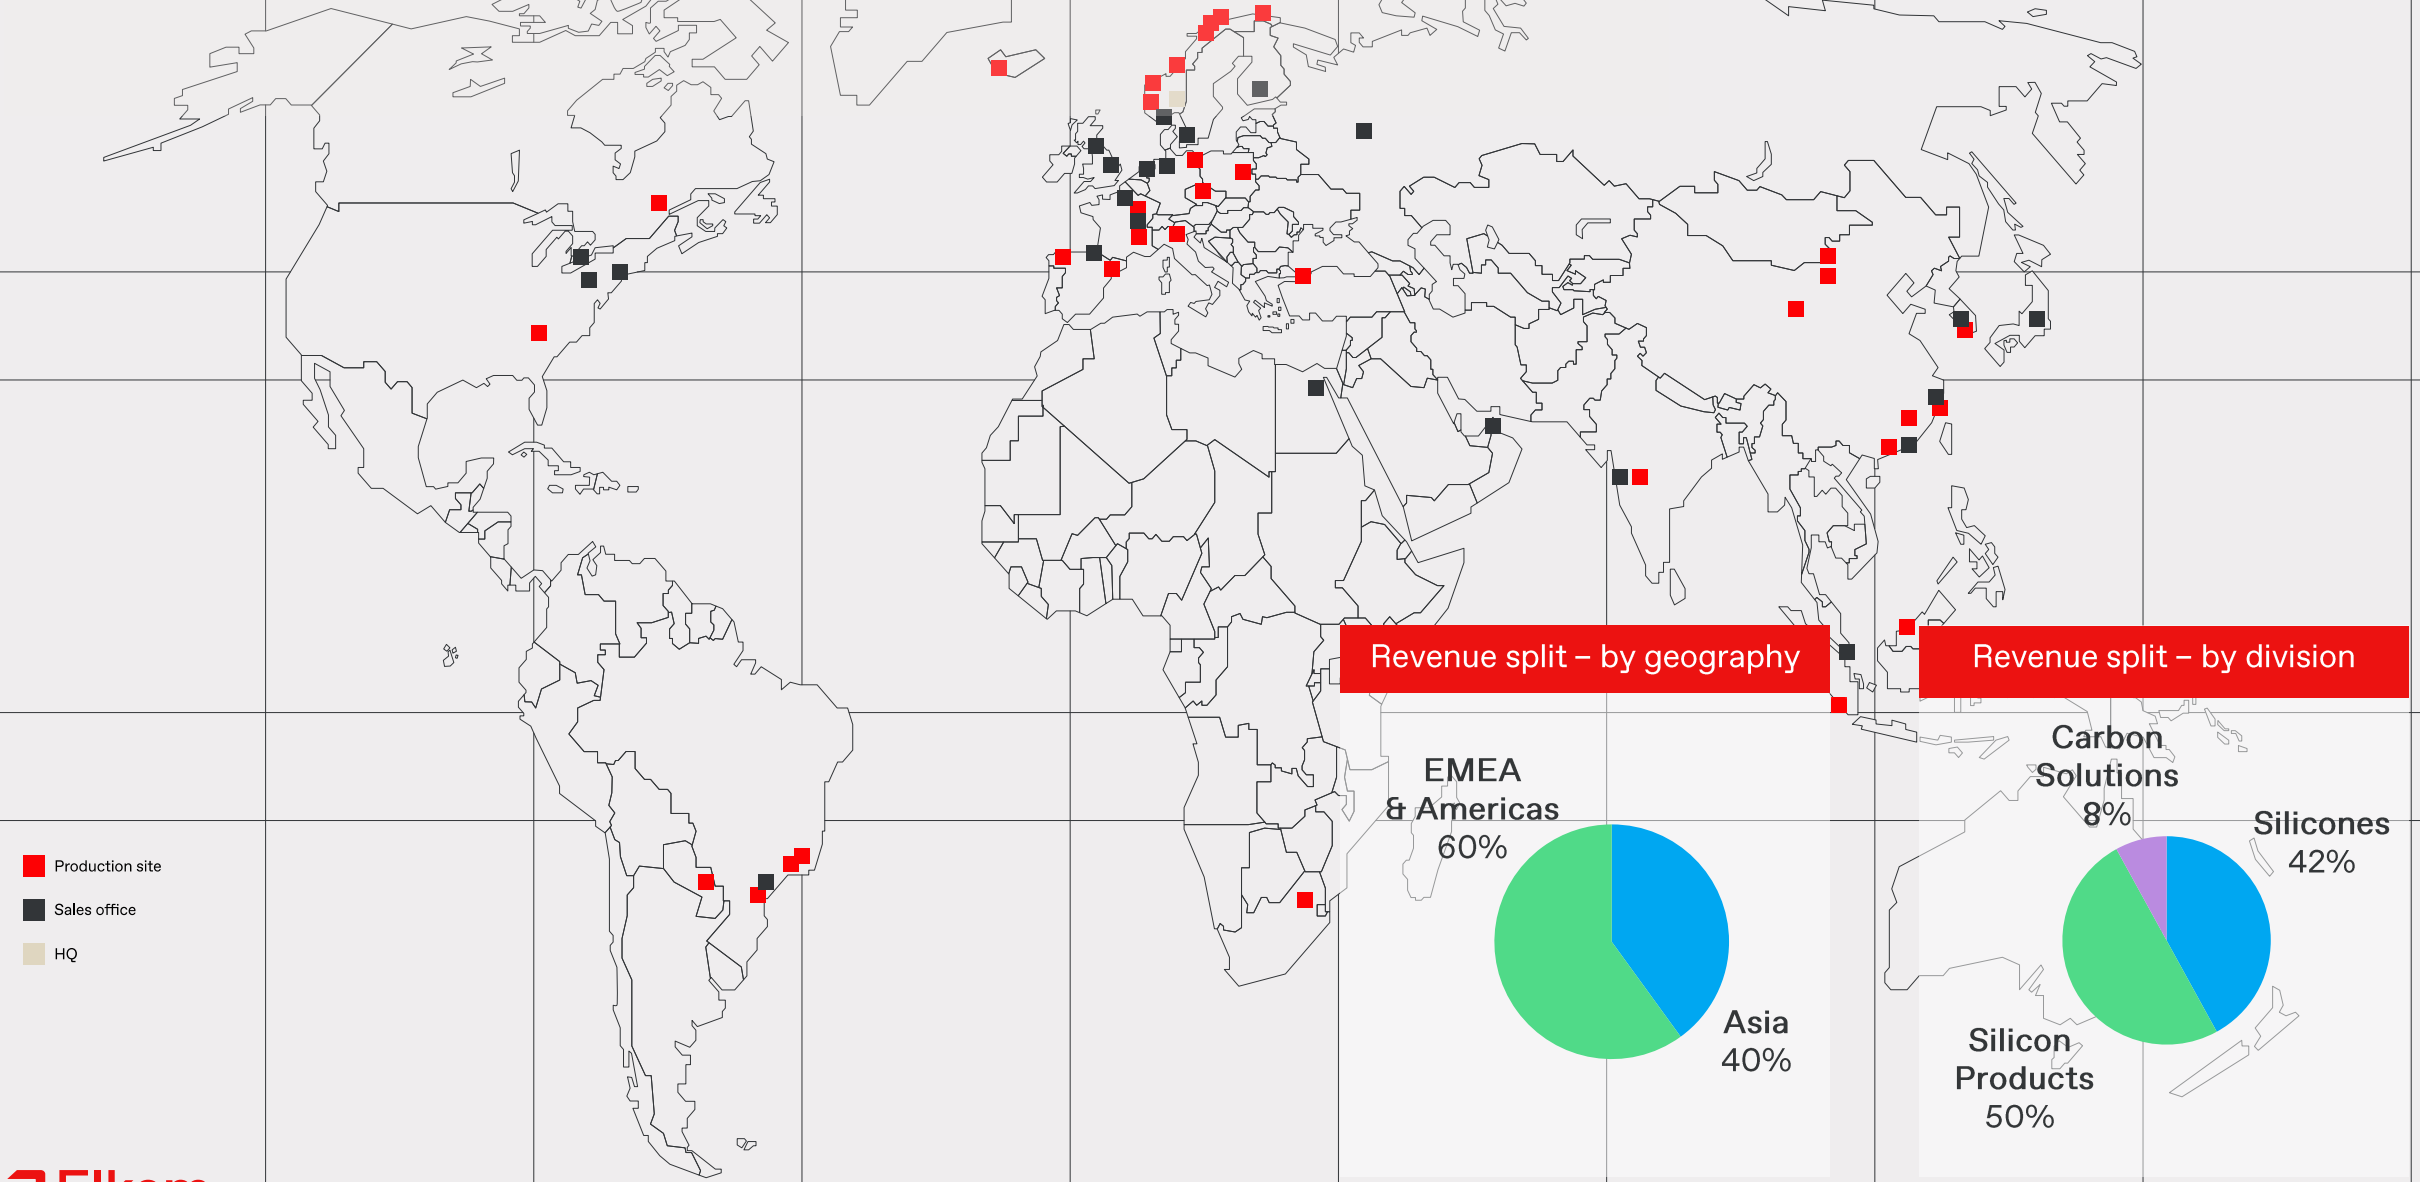 Revenue split – by geography
Revenue split – by division
EMEA
& Americas
60%
Asia
40%
Carbon
Solutions
8%
Silicones
42%
Silicon
Products
50%
Production site
Sales office
HQ
Elkem